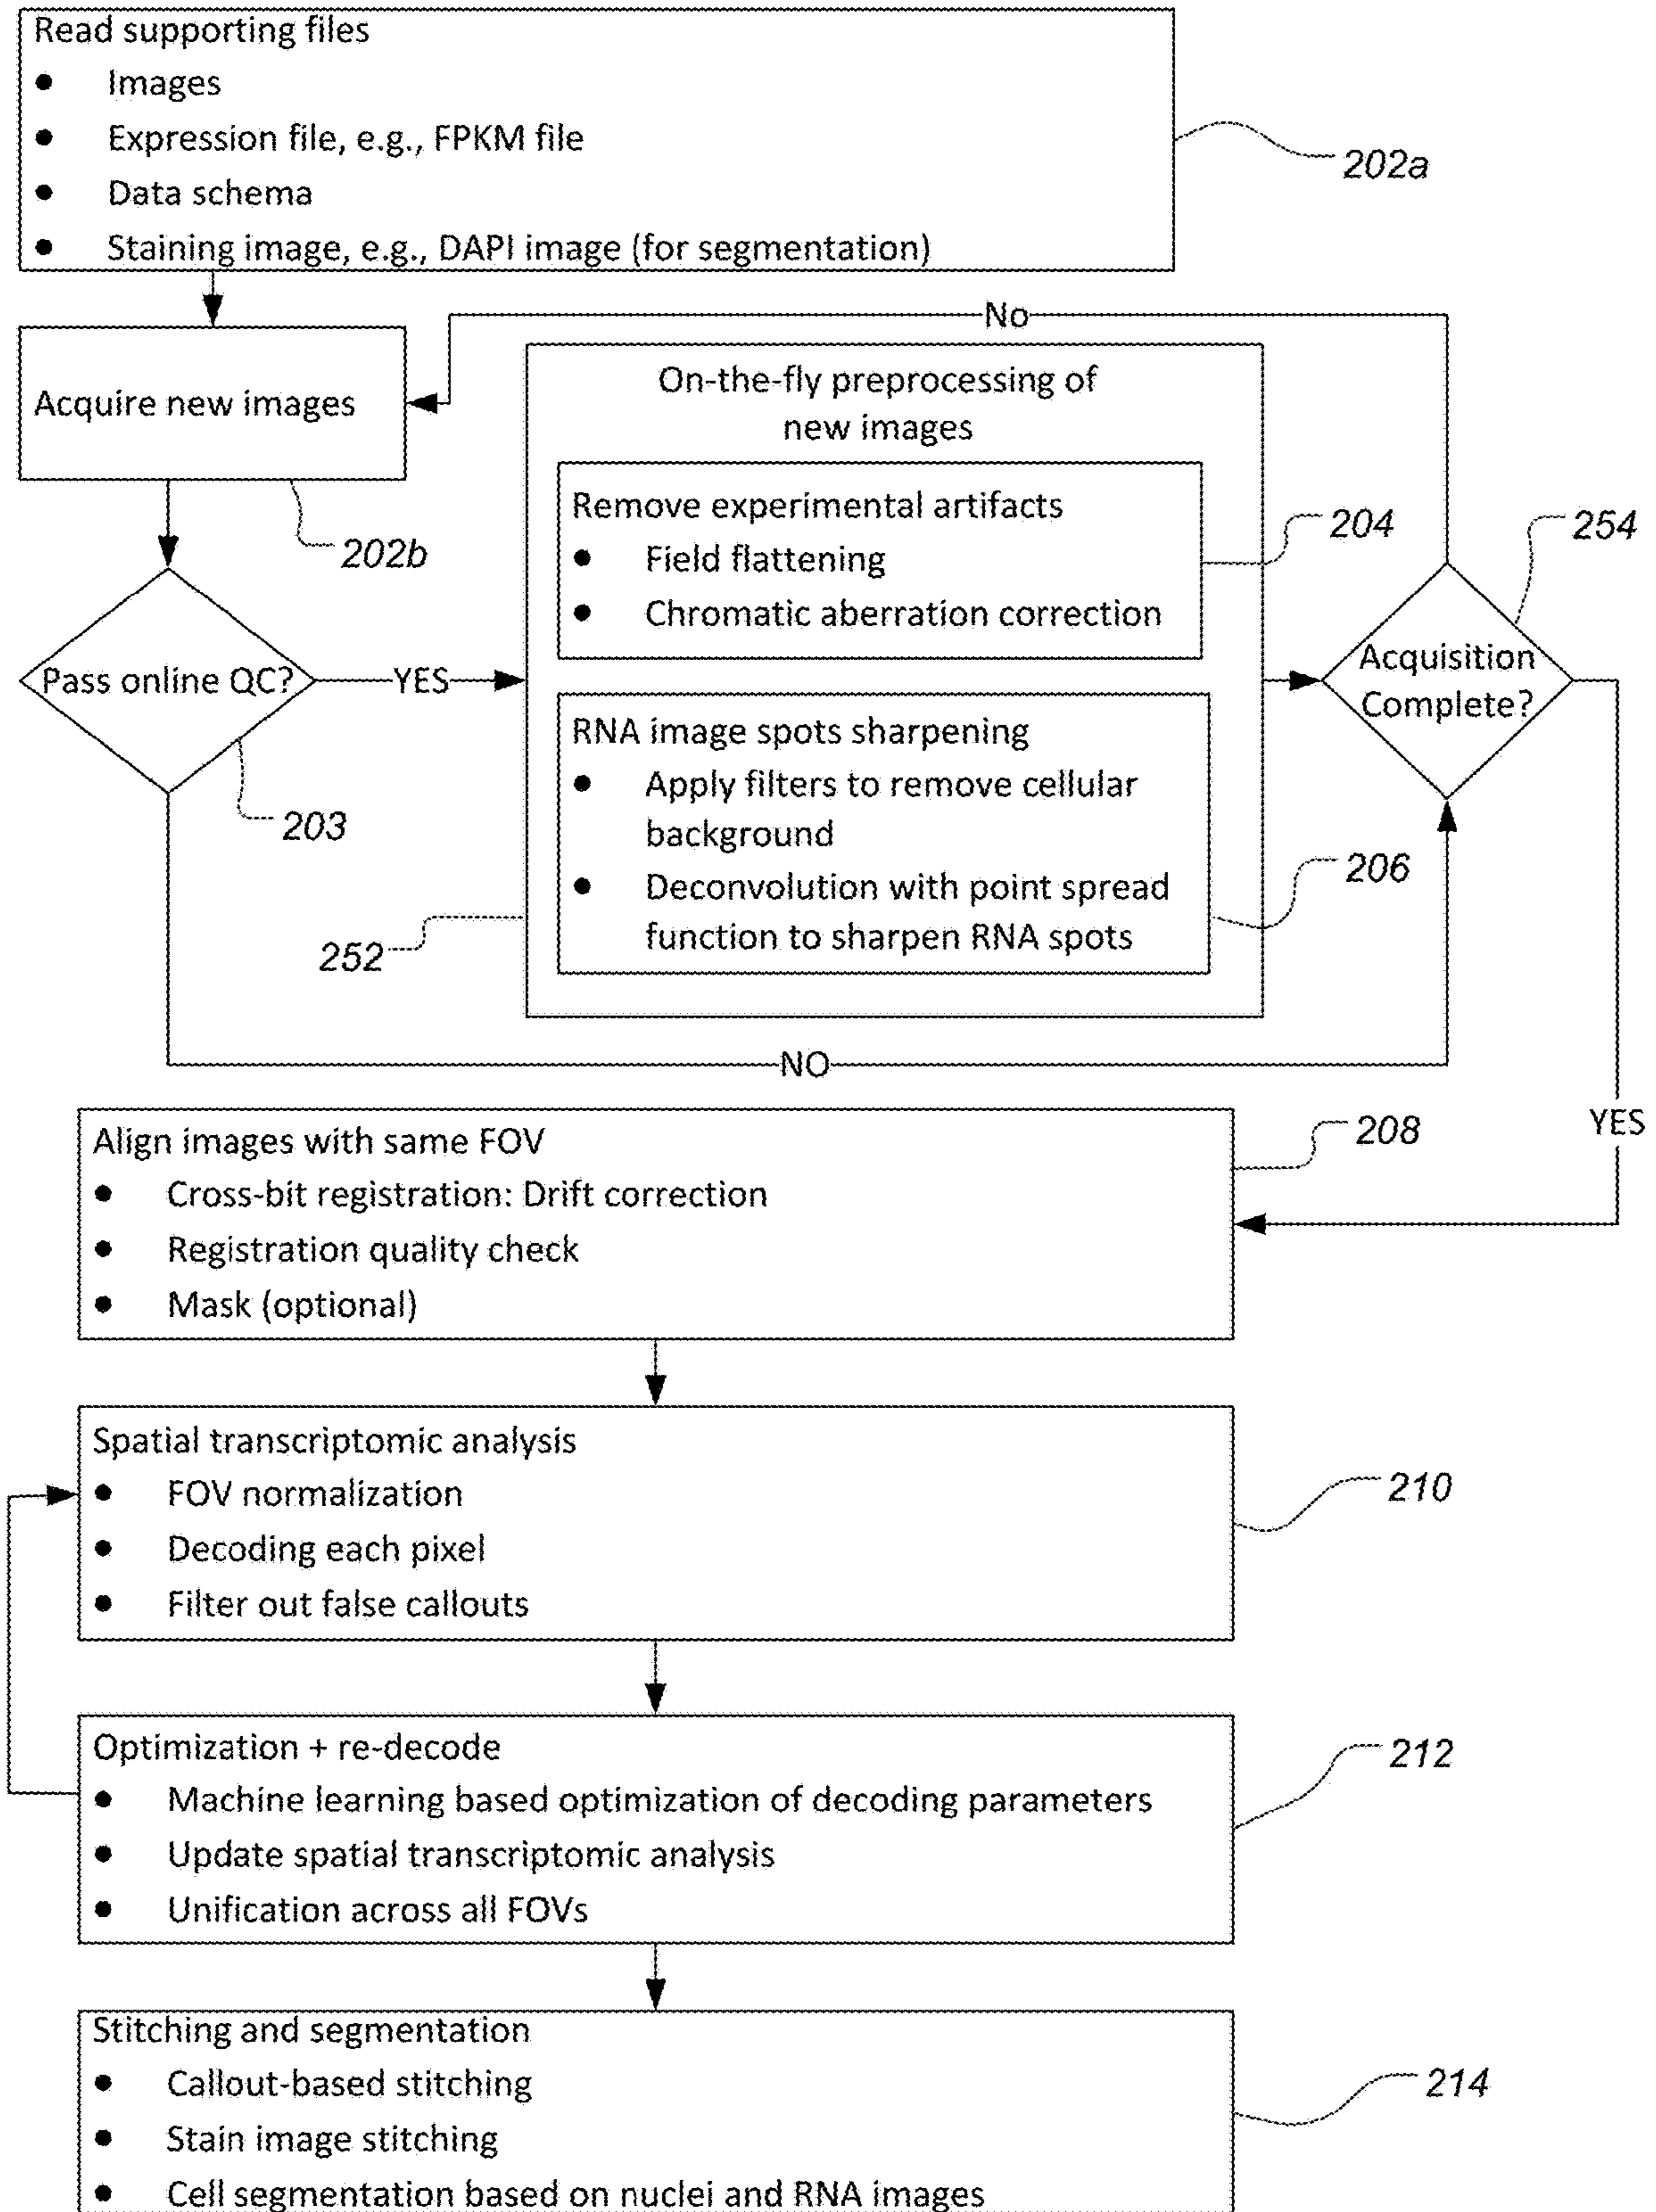 Read supporting files
● Images
● Expression file, e.g., FPKM file
● Data schema
● Staining image, e.g., DAPI image (for segmentation)
202a
No
Acquire new images
202b
On-the-fly preprocessing of
new images
Remove experimental artifacts
● Field flattening
● Chromatic aberration correction
204
254
Pass online QC?
YES
203
RNA image spots sharpening
● Apply filters to remove cellular
background
● Deconvolution with point spread
function to sharpen RNA spots
206
252
Acquisition
Complete?
NO
YES
Align images with same FOV
● Cross-bit registration: Drift correction
● Registration quality check
● Mask (optional)
208
Spatial transcriptomic analysis
● FOV normalization
● Decoding each pixel
● Filter out false callouts
210
Optimization + re-decode
● Machine learning based optimization of decoding parameters
● Update spatial transcriptomic analysis
● Unification across all FOVs
212
Stitching and segmentation
● Callout-based stitching
● Stain image stitching
● Cell segmentation based on nuclei and RNA images
214